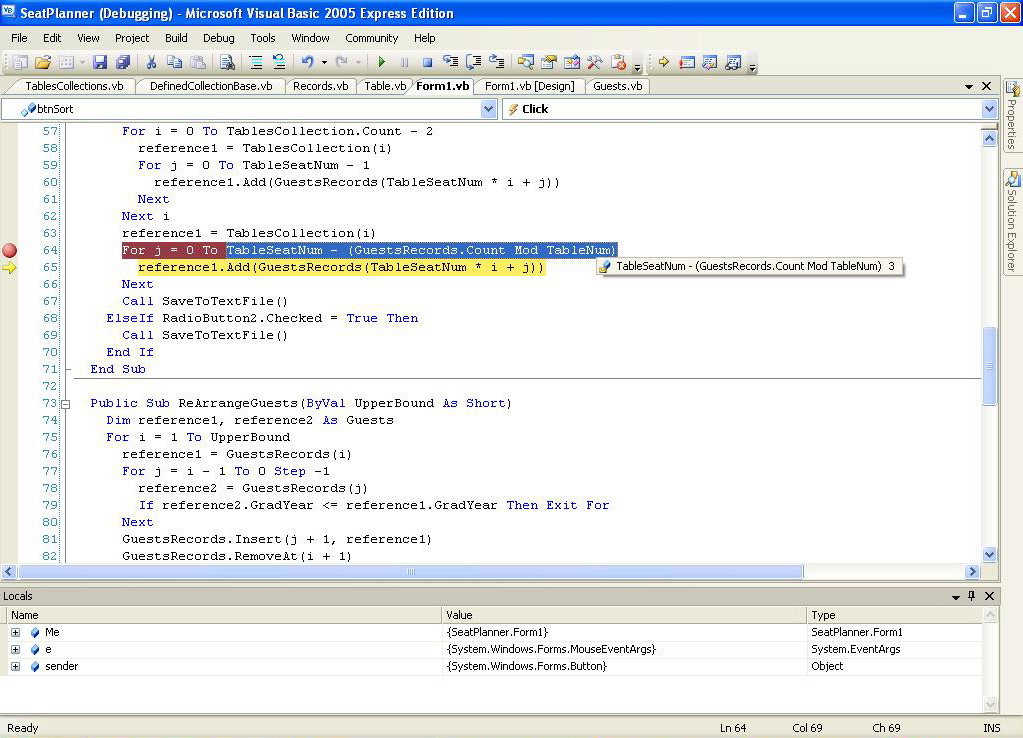 SeatPlanner (Debugging) - Microsoft Visual Basic 2005 Express Edition
File Edit View Project Build Debug Tools Window Community Help
TablesCollections.vb DefinedCollectionBase.vb Records.vb Table.vb Form1.vb Form1.vb [Design] Guests.vb
btnSort Click
Properties
Solution Explorer
57 For i = 0 To TablesCollection.Count - 2
58 reference1 = TablesCollection(i)
59 For j = 0 To TableSeatNum - 1
60 reference1.Add(GuestsRecords(TableSeatNum * i + j))
61 Next
62 Next i
63 reference1 = TablesCollection(i)
64 For j = 0 To TableSeatNum - (GuestsRecords.Count Mod TableNum)
65 reference1.Add(GuestsRecords(TableSeatNum * i + j))
TableSeatNum - (GuestsRecords.Count Mod TableNum) 3
66 Next
67 Call SaveToTextFile()
68 ElseIf RadioButton2.Checked = True Then
69 Call SaveToTextFile()
70 End If
71 End Sub
72
73 Public Sub ReArrangeGuests(ByVal UpperBound As Short)
74 Dim reference1, reference2 As Guests
75 For i = 1 To UpperBound
76 reference1 = GuestsRecords(i)
77 For j = i - 1 To 0 Step -1
78 reference2 = GuestsRecords(j)
79 If reference2.GradYear <= reference1.GradYear Then Exit For
80 Next
81 GuestsRecords.Insert(j + 1, reference1)
82 GuestsRecords.RemoveAt(i + 1)
Locals
Name Value Type
Me {SeatPlanner.Form1} SeatPlanner.Form1
e {System.Windows.Forms.MouseEventArgs} System.EventArgs
sender {System.Windows.Forms.Button} Object
Ready Ln 64 Col 69 Ch 69 INS